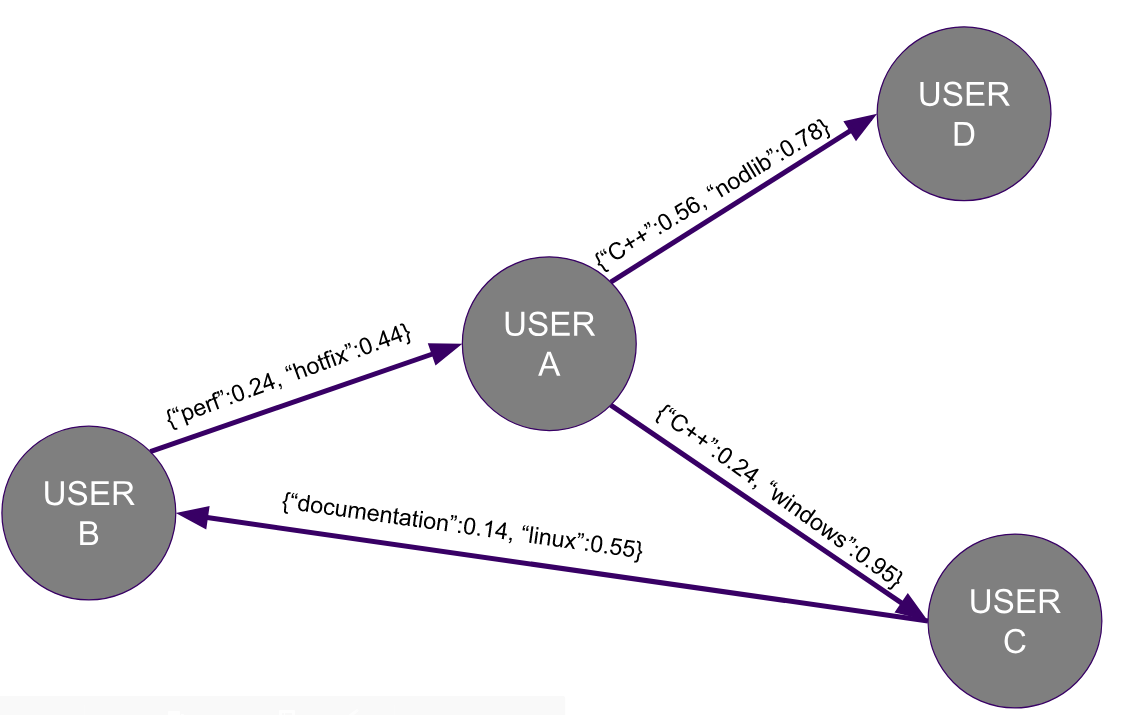 USER
D
{“C++”:0.56, “nodlib”:0.78}
USER
A
{“perf”:0.24, “hotfix”:0.44}
{“C++”:0.24, “windows”:0.95}
USER
B
{“documentation”:0.14, “linux”:0.55}
USER
C